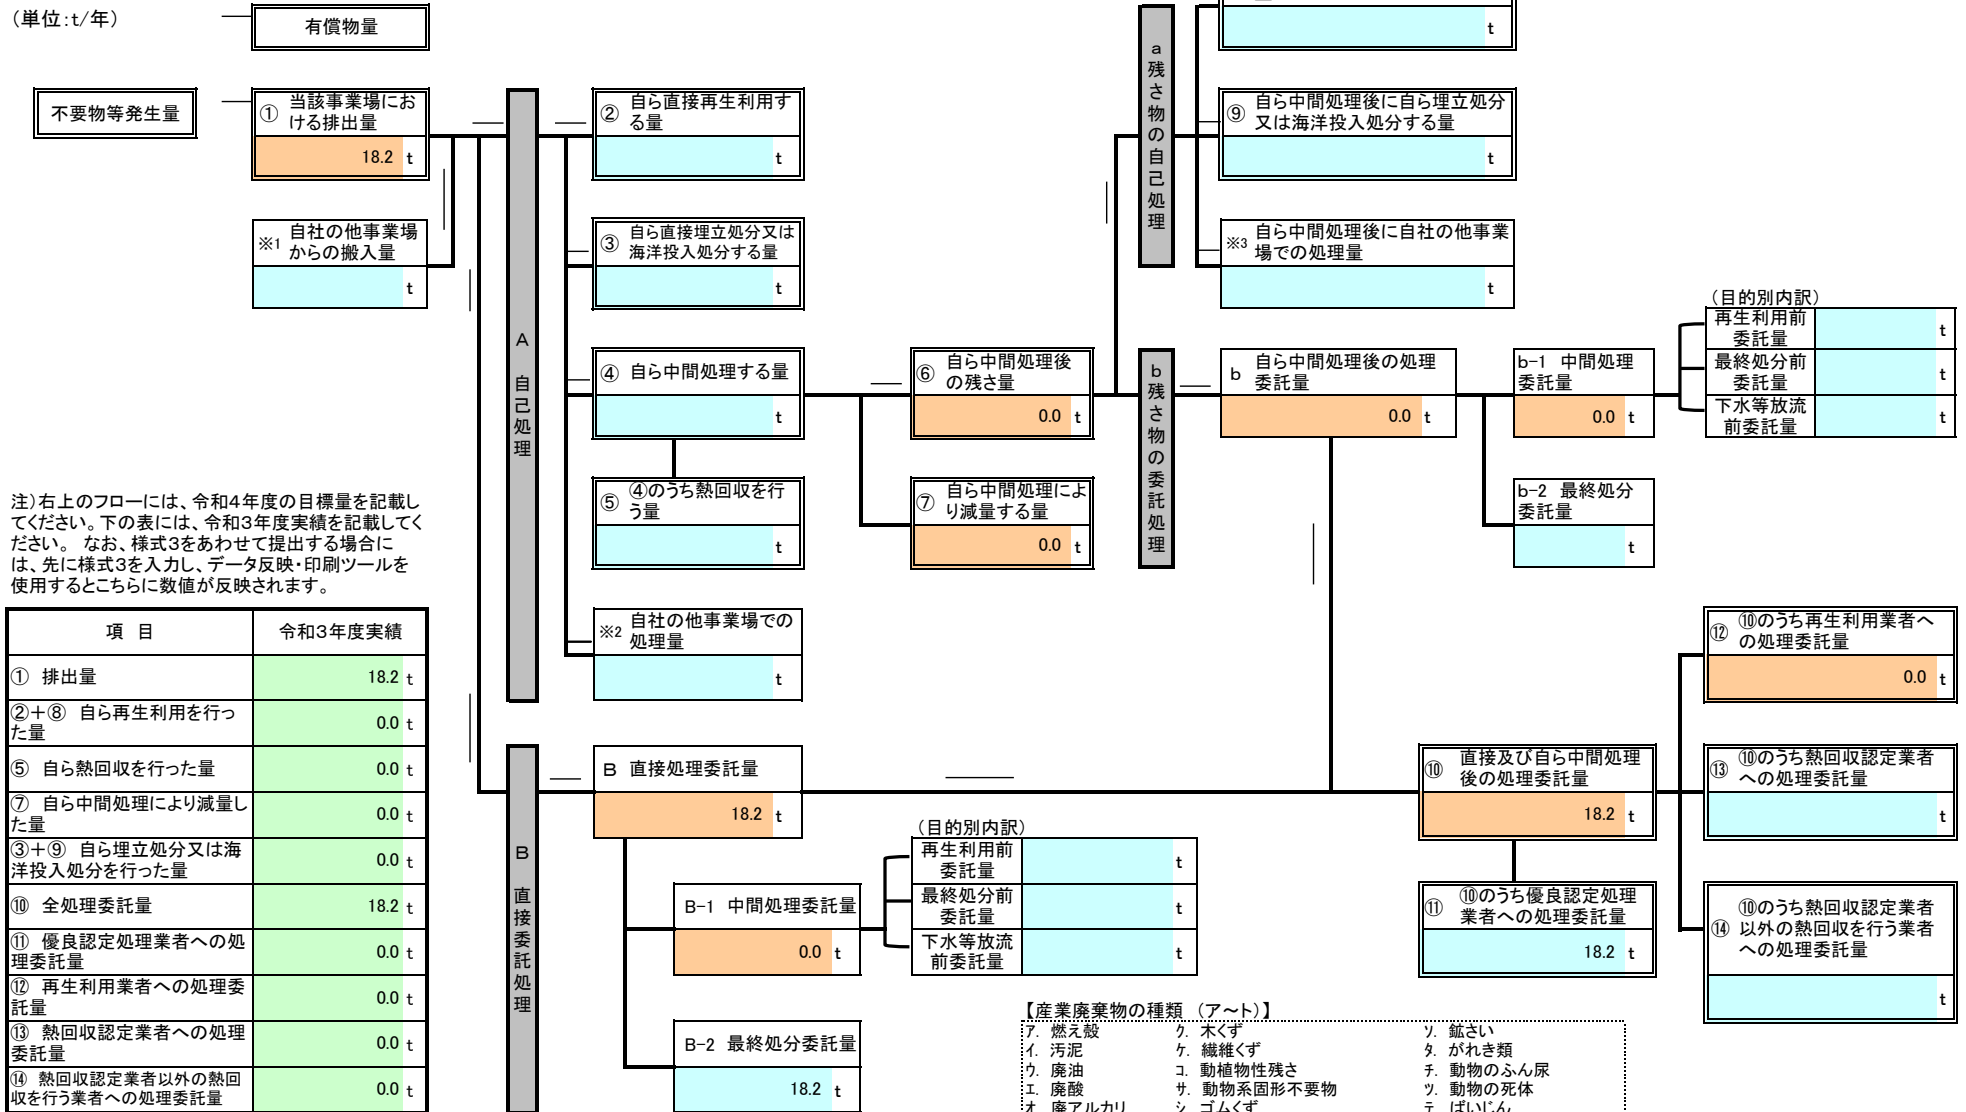 (単位:t/年)
有償物量
不要物等発生量
① 当該事業場にお
ける排出量
18.2 t
※1 自社の他事業場
からの搬入量
t
A 自己処理
② 自ら直接再生利用す
る量
t
③ 自ら直接埋立処分又は
海洋投入処分する量
t
④ 自ら中間処理する量
t
⑤ ④のうち熱回収を行
う量
t
※2 自社の他事業場での
処理量
t
⑥ 自ら中間処理後
の残さ量
0.0 t
⑦ 自ら中間処理によ
り減量する量
0.0 t
a 残さ物の自己処理
t
⑨ 自ら中間処理後に自ら埋立処分
又は海洋投入処分する量
t
※3 自ら中間処理後に自社の他事業
場での処理量
t
b 残さ物の委託処理
b 自ら中間処理後の処理
委託量
0.0 t
b-1 中間処理
委託量
0.0 t
b-2 最終処分
委託量
t
(目的別内訳)
再生利用前
委託量
t
最終処分前
委託量
t
下水等放流
前委託量
t
注)右上のフローには、令和4年度の目標量を記載し
てください。下の表には、令和3年度実績を記載してく
ださい。 なお、様式3をあわせて提出する場合に
は、先に様式3を入力し、データ反映・印刷ツールを
使用するとこちらに数値が反映されます。
項 目 令和3年度実績
① 排出量 18.2 t
②+⑧ 自ら再生利用を行っ
た量 0.0 t
⑤ 自ら熱回収を行った量 0.0 t
⑦ 自ら中間処理により減量し
た量 0.0 t
③+⑨ 自ら埋立処分又は海
洋投入処分を行った量 0.0 t
⑩ 全処理委託量 18.2 t
⑪ 優良認定処理業者への処
理委託量 0.0 t
⑫ 再生利用業者への処理委
託量 0.0 t
⑬ 熱回収認定業者への処理
委託量 0.0 t
⑭ 熱回収認定業者以外の熱回
収を行う業者への処理委託量 0.0 t
B 直接委託処理
B 直接処理委託量
18.2 t
B-1 中間処理委託量
0.0 t
B-2 最終処分委託量
18.2 t
(目的別内訳)
再生利用前
委託量
t
最終処分前
委託量
t
下水等放流
前委託量
t
⑩ 直接及び自ら中間処理
後の処理委託量
18.2 t
⑪ ⑩のうち優良認定処理
業者への処理委託量
18.2 t
⑫ ⑩のうち再生利用業者へ
の処理委託量
0.0 t
⑬ ⑩のうち熱回収認定業者
への処理委託量
t
⑭ ⑩のうち熱回収認定業者
以外の熱回収を行う業者
への処理委託量
t
【産業廃棄物の種類 (ア~ト)】
ア. 燃え殻 ク. 木くず ソ. 鉱さい
イ. 汚泥 ケ. 繊維くず タ. がれき類
ウ. 廃油 コ. 動植物性残さ チ. 動物のふん尿
エ. 廃酸 サ. 動物系固形不要物 ツ. 動物の死体
オ. 廃アルカリ シ. ゴムくず テ. ばいじん